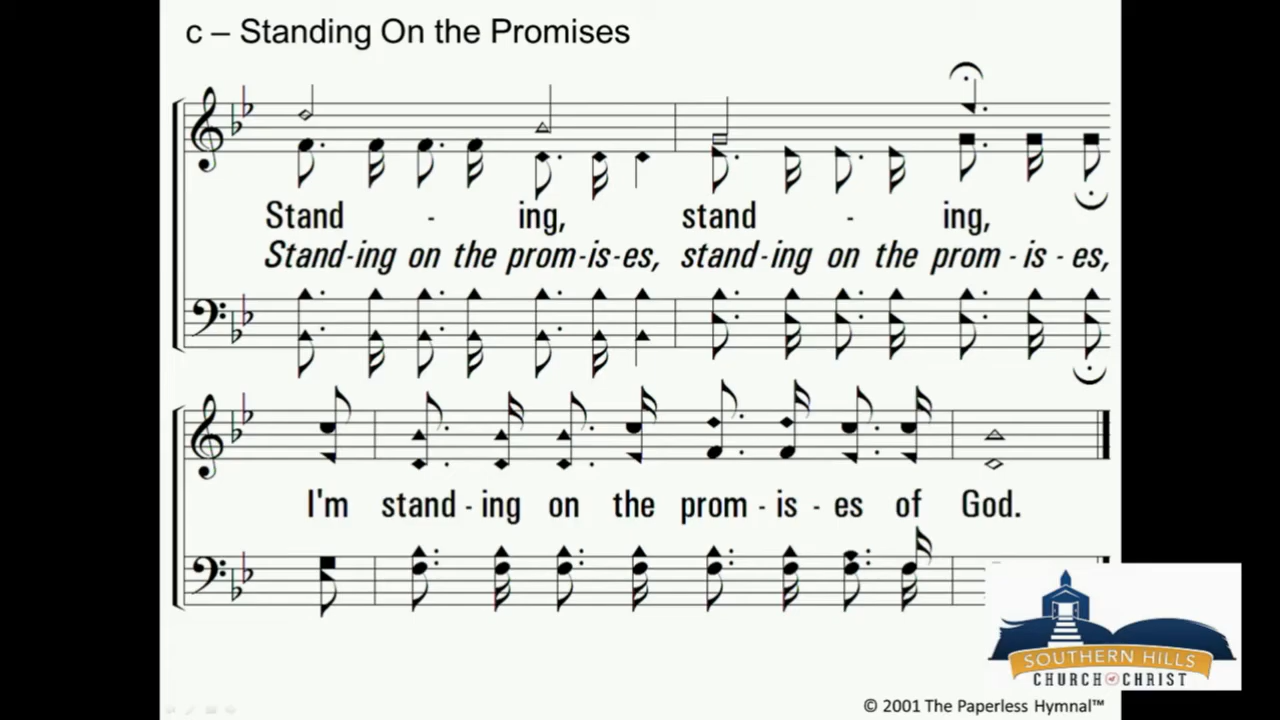 c – Standing On the Promises
Stand - ing, stand - ing,
Stand-ing on the prom-is-es, stand-ing on the prom - is - es,
I'm stand - ing on the prom - is - es of God.
SOUTHERN HILLS
CHURCH of CHRIST
© 2001 The Paperless Hymnal™